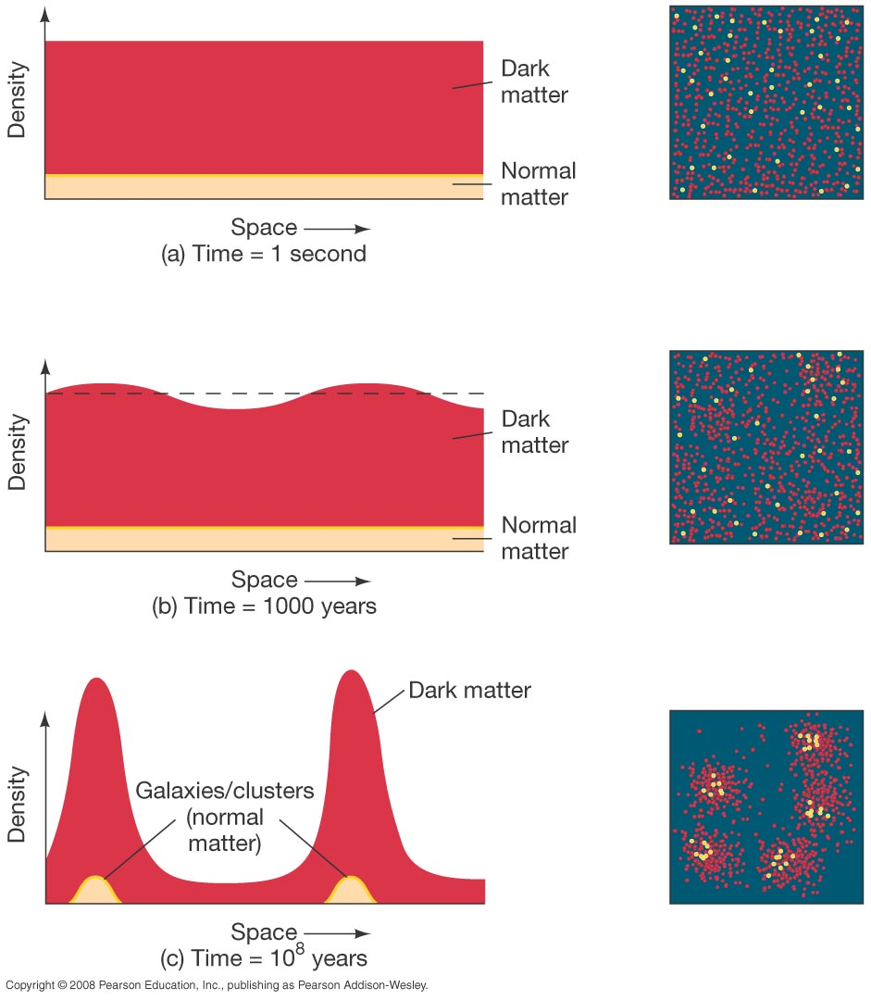 Density
Dark
matter
Normal
matter
Space
(a) Time = 1 second
Density
Dark
matter
Normal
matter
Space
(b) Time = 1000 years
Density
Dark matter
Galaxies/clusters
(normal
matter)
Space
(c) Time = 10⁸ years
Copyright © 2008 Pearson Education, Inc., publishing as Pearson Addison-Wesley.